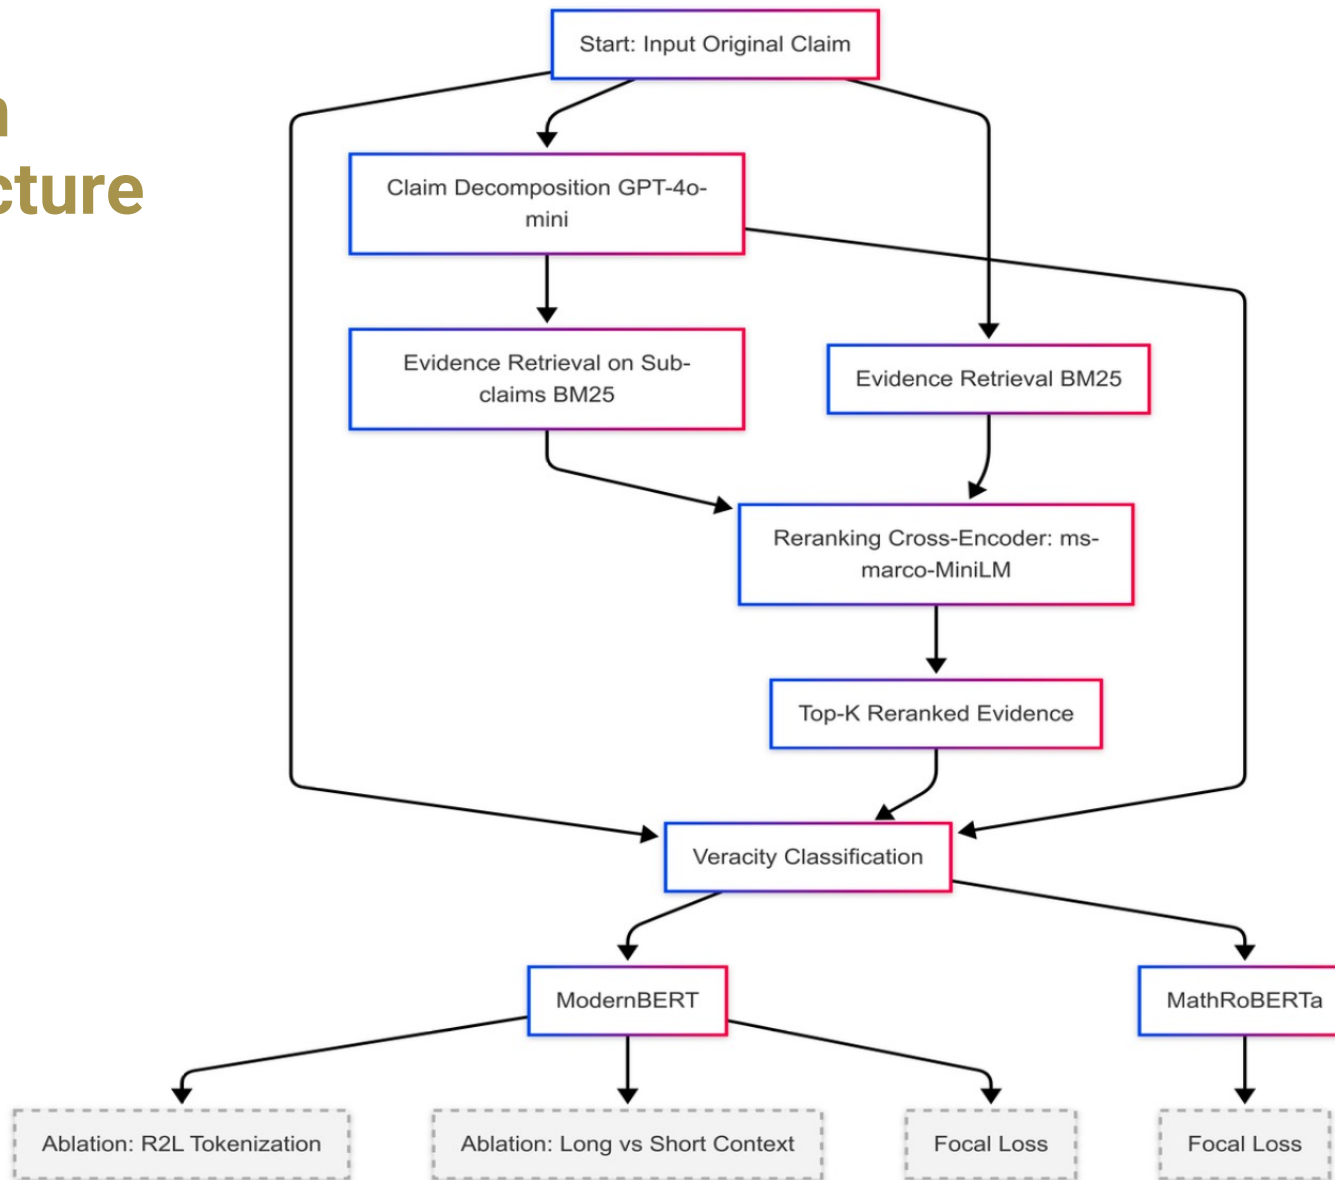 cture
Start: Input Original Claim
Claim Decomposition GPT-4o-
mini
Evidence Retrieval on Sub-
claims BM25
Evidence Retrieval BM25
Reranking Cross-Encoder: ms-
marco-MiniLM
Top-K Reranked Evidence
Veracity Classification
ModernBERT
MathRoBERTa
Ablation: R2L Tokenization
Ablation: Long vs Short Context
Focal Loss
Focal Loss